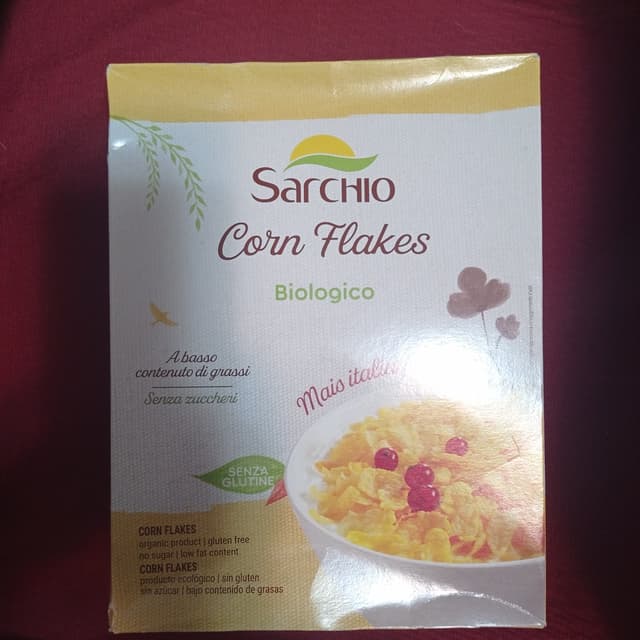 Sarchio
Corn Flakes
Biologico
A basso
contenuto di grassi
Senza zuccheri
Mais
SENZA
GLUTINE
CORN FLAKES
organic product | gluten free
no sugar | low fat content
CORN FLAKES
producto ecológico | sin gluten
sin azúcar | bajo contenido de grasas